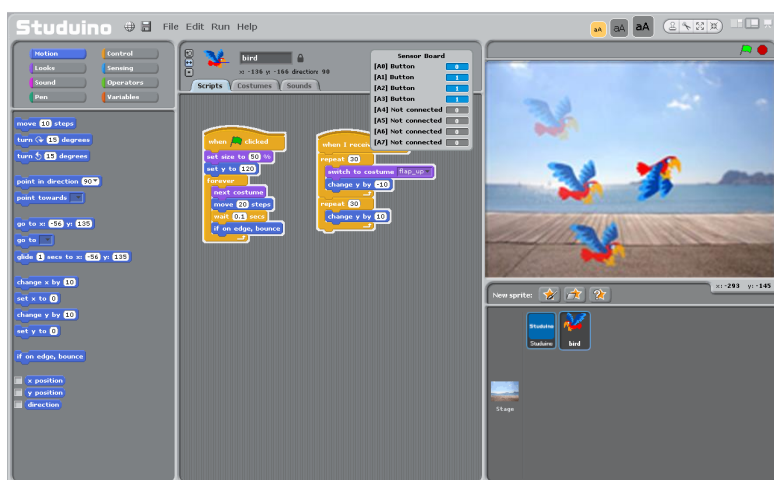 Studuino File Edit Run Help
aA aA aA
Motion Control
Looks Sensing
Sound Operators
Pen Variables
move 10 steps
turn 15 degrees
turn 15 degrees
point in direction 90
point towards
go to x: -56 y: 135
go to
glide 1 secs to x: -56 y: 135
change x by 10
set x to 0
change y by 10
set y to 0
if on edge, bounce
x position
y position
direction
bird
x: -136 y: -166 direction: 90
Scripts Costumes Sounds
when clicked
set size to 50 %
set y to 120
forever
next costume
move 20 steps
wait 0.1 secs
if on edge, bounce
when I
repeat 30
switch to costume flap_up
change y by -10
repeat 30
change y by 10
Sensor Board
[A0] Button 0
[A1] Button 1
[A2] Button 1
[A3] Button 1
[A4] Not connected 0
[A5] Not connected 0
[A6] Not connected 0
[A7] Not connected 0
x: -293 y: -145
New sprite:
Studuino
Studuino bird
Stage